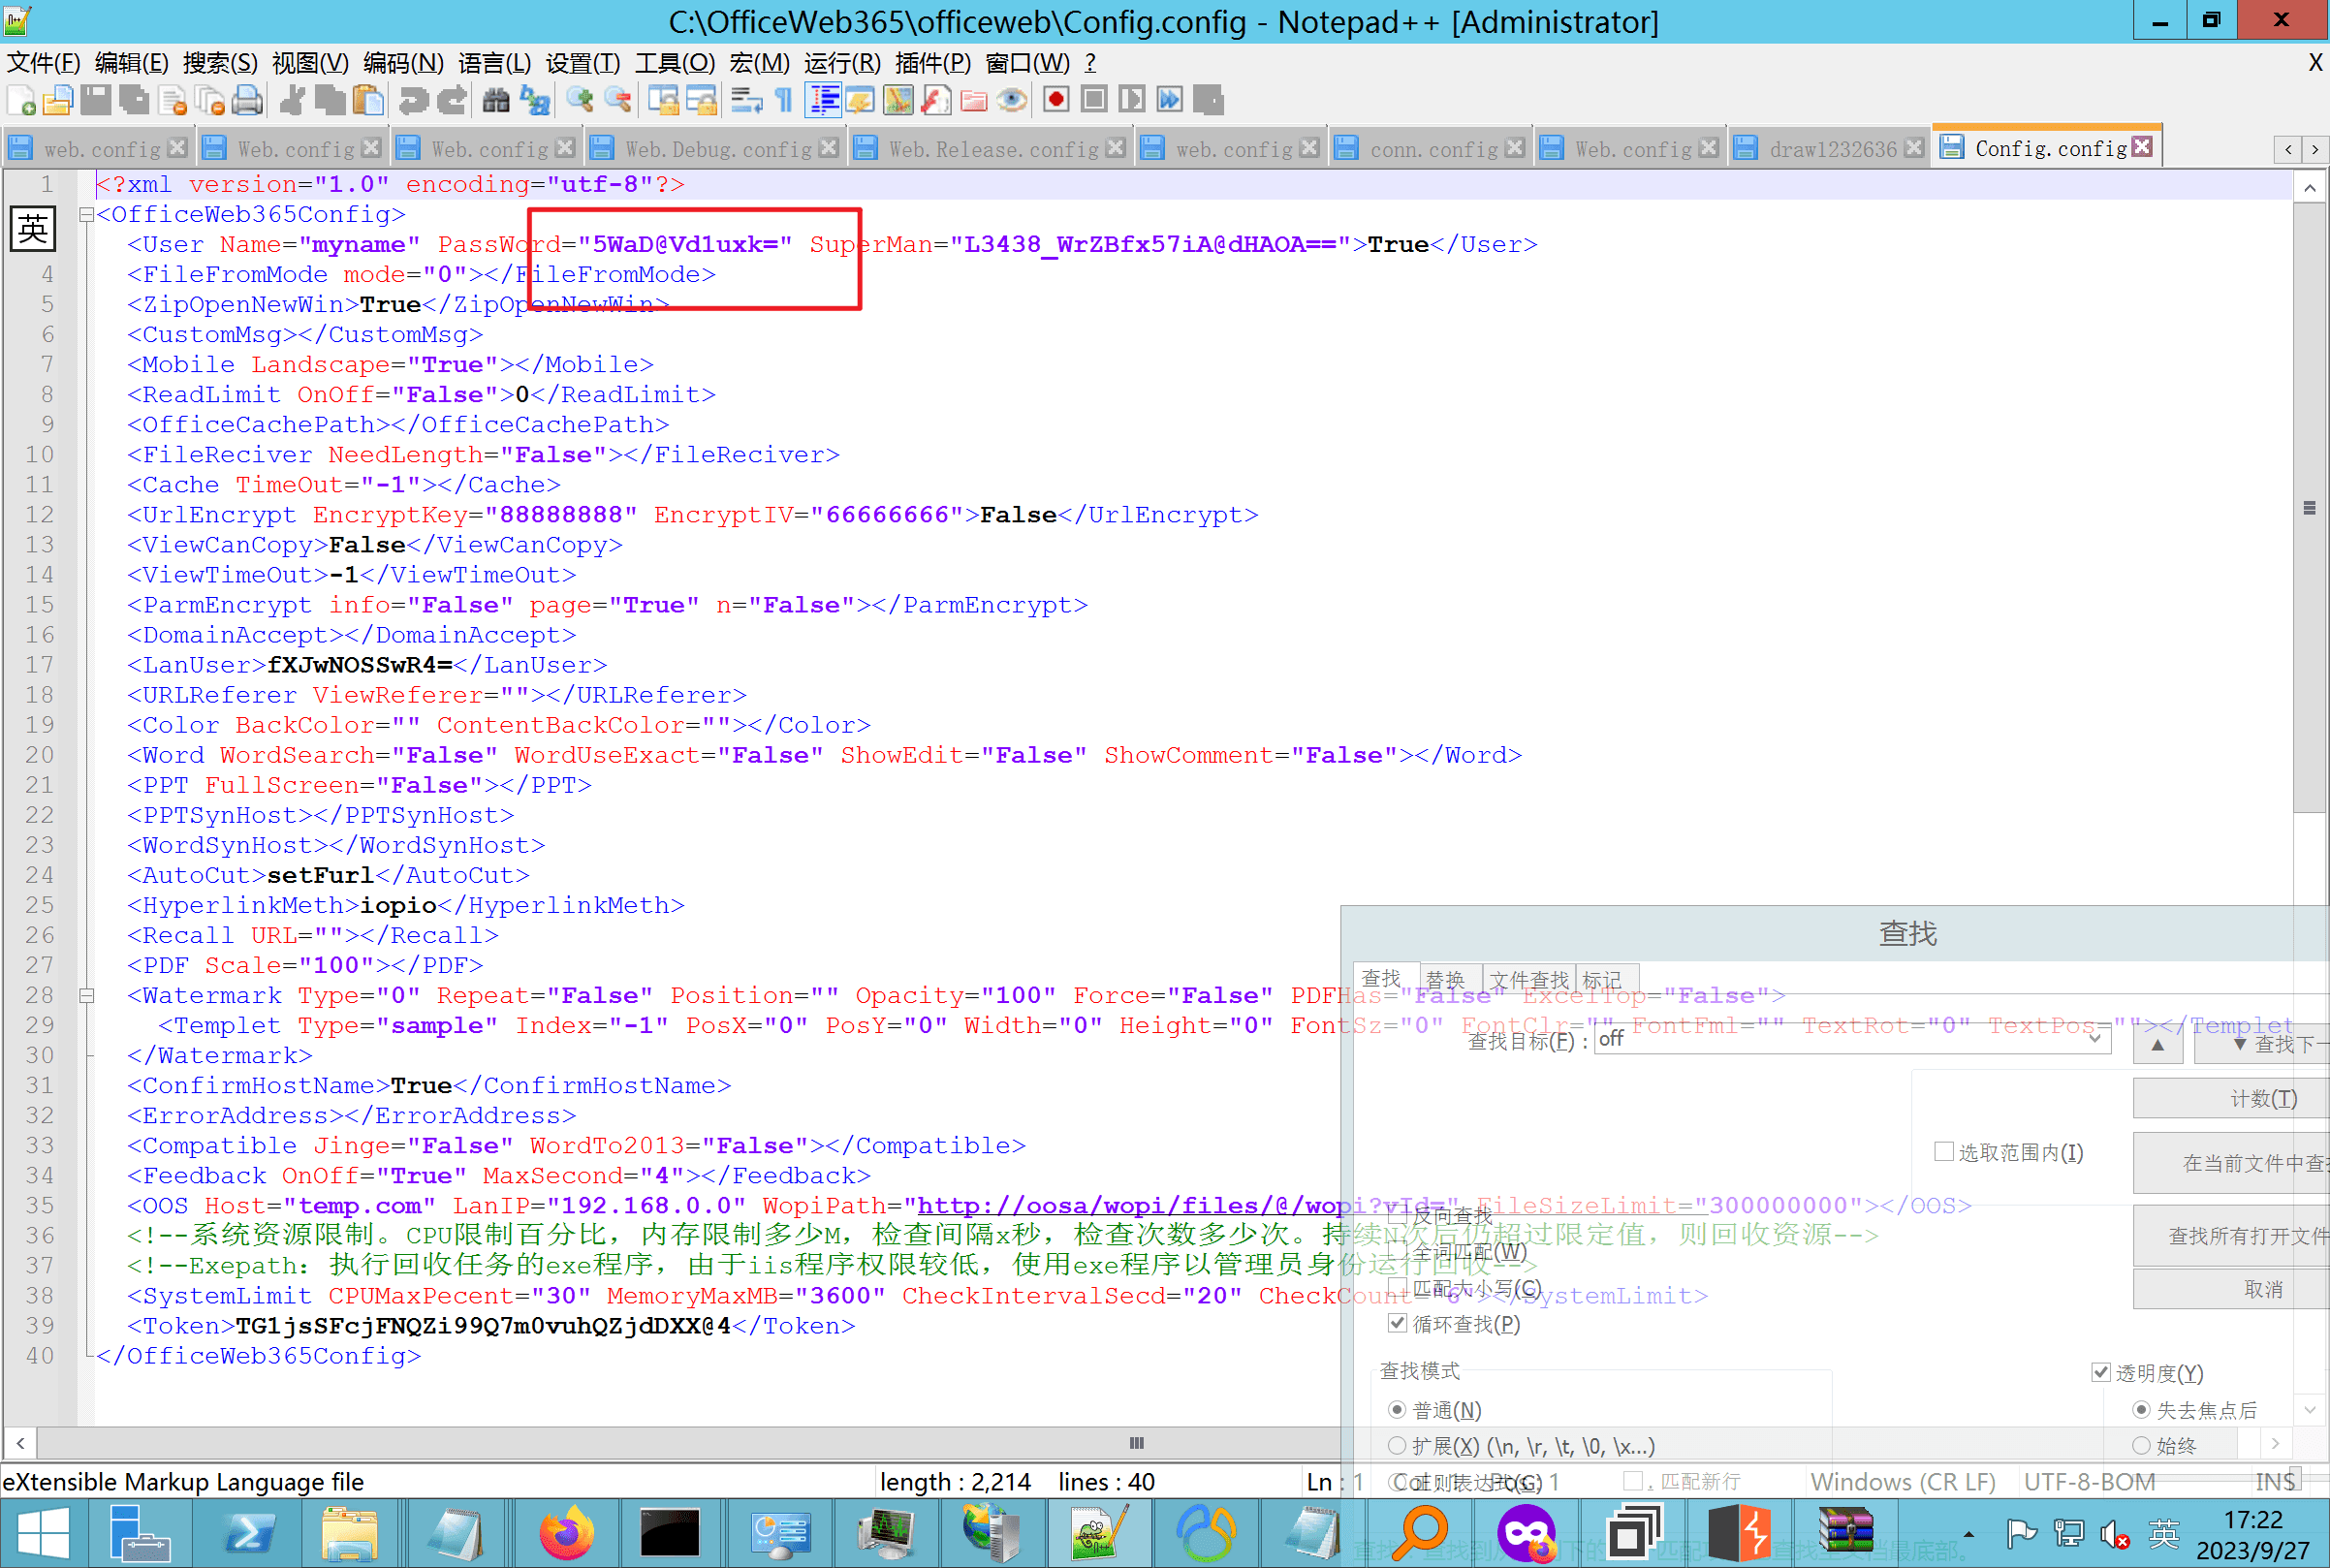 C:\OfficeWeb365\officeweb\Config.config - Notepad++ [Administrator]
文件(F) 编辑(E) 搜索(S) 视图(V) 编码(N) 语言(L) 设置(T) 工具(O) 宏(M) 运行(R) 插件(P) 窗口(W) ? X
web.config Web.config Web.config Web.Debug.config Web.Release.config web.config conn.config Web.config draw1232636 Config.config
1 <?xml version="1.0" encoding="utf-8"?>
<OfficeWeb365Config>
英
<User Name="myname" PassWord="5WaD@Vd1uxk=" SuperMan="L3438_WrZBfx57iA@dHAOA==">True</User>
4 <FileFromMode mode="0"></FileFromMode>
5 <ZipOpenNewWin>True</ZipOpenNewWin>
6 <CustomMsg></CustomMsg>
7 <Mobile Landscape="True"></Mobile>
8 <ReadLimit OnOff="False">0</ReadLimit>
9 <OfficeCachePath></OfficeCachePath>
10 <FileReciver NeedLength="False"></FileReciver>
11 <Cache TimeOut="-1"></Cache>
12 <UrlEncrypt EncryptKey="88888888" EncryptIV="66666666">False</UrlEncrypt>
13 <ViewCanCopy>False</ViewCanCopy>
14 <ViewTimeOut>-1</ViewTimeOut>
15 <ParmEncrypt info="False" page="True" n="False"></ParmEncrypt>
16 <DomainAccept></DomainAccept>
17 <LanUser>fXJwNOSSwR4=</LanUser>
18 <URLReferer ViewReferer=""></URLReferer>
19 <Color BackColor="" ContentBackColor=""></Color>
20 <Word WordSearch="False" WordUseExact="False" ShowEdit="False" ShowComment="False"></Word>
21 <PPT FullScreen="False"></PPT>
22 <PPTSynHost></PPTSynHost>
23 <WordSynHost></WordSynHost>
24 <AutoCut>setFurl</AutoCut>
25 <HyperlinkMeth>iopio</HyperlinkMeth>
26 <Recall URL=""></Recall>
27 <PDF Scale="100"></PDF>
28 <Watermark Type="0" Repeat="False" Position="" Opacity="100" Force="False" PDFHas="False" ExcelTop="False">
29 <Templet Type="sample" Index="-1" PosX="0" PosY="0" Width="0" Height="0" FontSz="0" FontClr="" FontFml="" TextRot="0" TextPos=""></Templet
30 </Watermark>
31 <ConfirmHostName>True</ConfirmHostName>
32 <ErrorAddress></ErrorAddress>
33 <Compatible Jinge="False" WordTo2013="False"></Compatible>
34 <Feedback OnOff="True" MaxSecond="4"></Feedback>
35 <OOS Host="temp.com" LanIP="192.168.0.0" WopiPath="http://oosa/wopi/files/@/wopi?vId=" FileSizeLimit="300000000"></OOS>
36 <!--系统资源限制。CPU限制百分比，内存限制多少M，检查间隔x秒，检查次数多少次。持续N次后仍超过限定值，则回收资源-->
37 <!--Exepath：执行回收任务的exe程序，由于iis程序权限较低，使用exe程序以管理员身份运行回收-->
38 <SystemLimit CPUMaxPecent="30" MemoryMaxMB="3600" CheckIntervalSecd="20" CheckCount="6"></SystemLimit>
39 <Token>TG1jsSFcjFNQZi99Q7m0vuhQZjdDXX@4</Token>
40 </OfficeWeb365Config>
查找
查找 替换 文件查找 标记
查找目标(F)： off
▲ ▼ 查找下一
计数(T)
选取范围内(I)
在当前文件中查找
反向查找
查找所有打开文件
全词匹配(W)
匹配大小写(C)
取消
循环查找(P)
查找模式
透明度(Y)
普通(N)
失去焦点后
扩展(X) (\n, \r, \t, \0, \x...)
始终
正则表达式(G) . 匹配新行
eXtensible Markup Language file length : 2,214 lines : 40 Ln : 1 Col : 1 Pos : 1 Windows (CR LF) UTF-8-BOM INS
英
17:22
2023/9/27